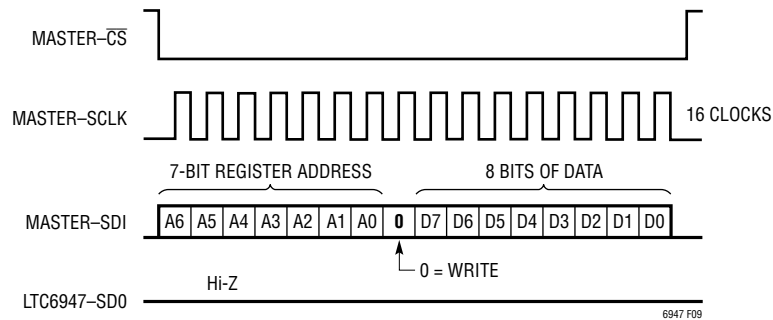 MASTER–CS
MASTER–SCLK
16 CLOCKS
7-BIT REGISTER ADDRESS 8 BITS OF DATA
MASTER–SDI A6 A5 A4 A3 A2 A1 A0 0 D7 D6 D5 D4 D3 D2 D1 D0
0 = WRITE
Hi-Z
LTC6947–SD0
6947 F09